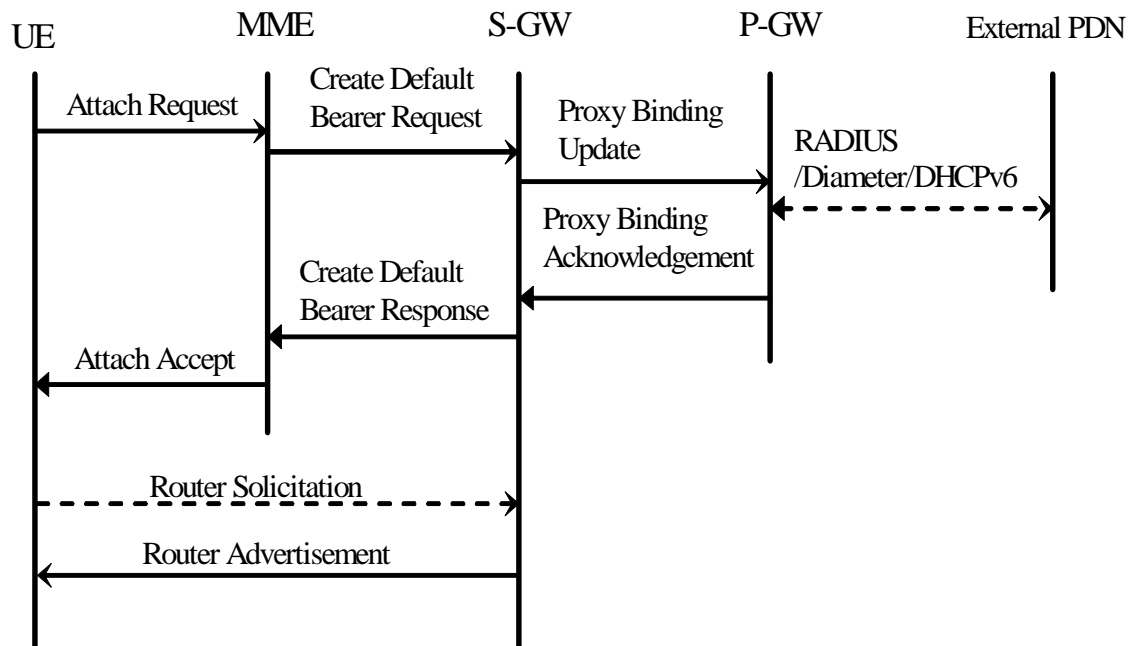 UE
MME
S-GW
P-GW
External PDN
Attach Request
Create Default
Bearer Request
Proxy Binding
Update
RADIUS
/Diameter/DHCPv6
Proxy Binding
Acknowledgement
Create Default
Bearer Response
Attach Accept
Router Solicitation
Router Advertisement